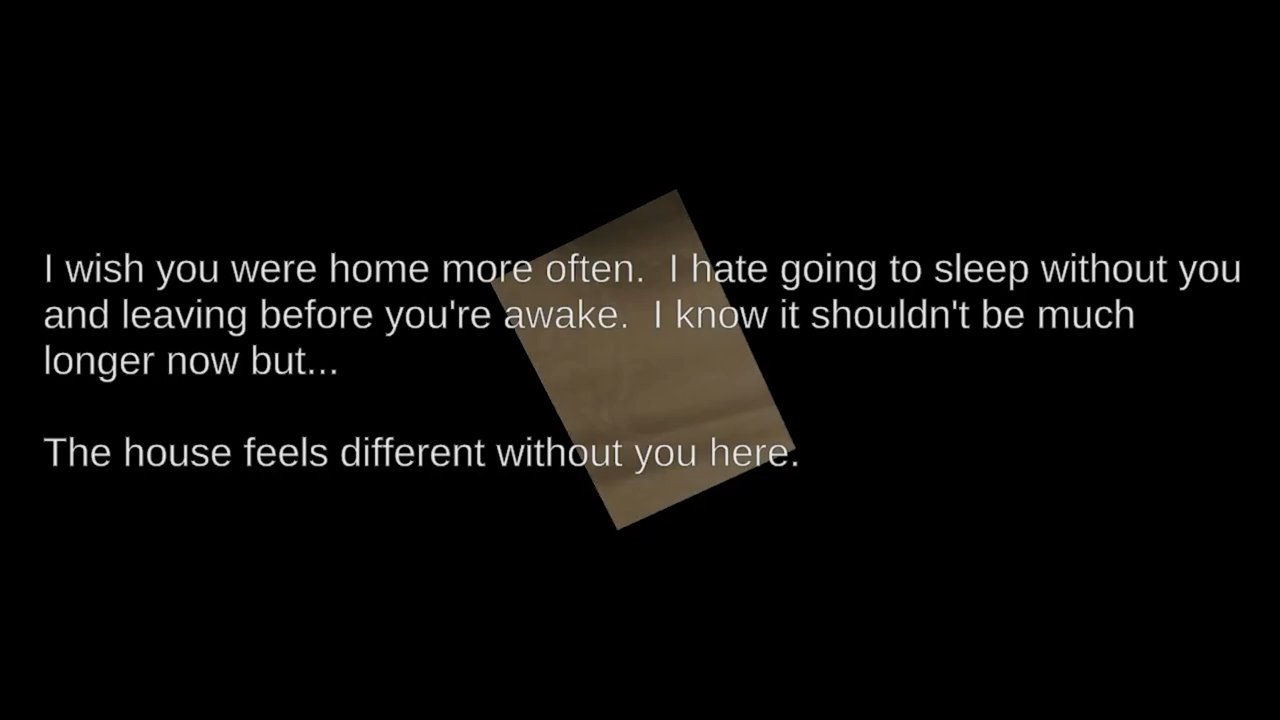 I wish you were home more often.  I hate going to sleep without you
and leaving before you're awake.  I know it shouldn't be much
longer now but...
The house feels different without you here.